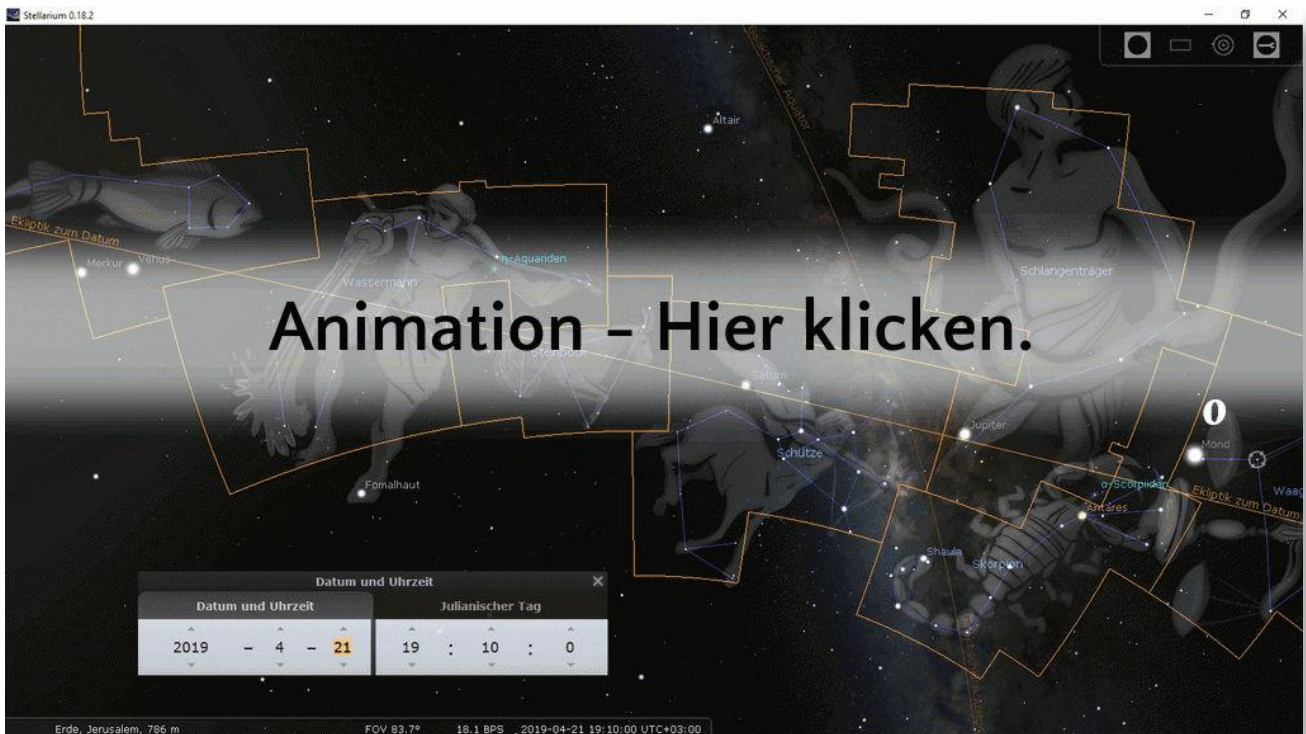 Stellarium 0.18.2
Galaktischer Äquator
Altair
Ekliptik zum Datum
Merkur
Venus
η-Aquariden
Wassermann
Schlangenträger
Animation – Hier klicken.
Steinbock
Saturn
0
Jupiter
Mond
Schütze
Fomalhaut
α-Scorpiiden
Ekliptik zum Datum
Waag
Antares
Shaula
Skorpion
Datum und Uhrzeit
Datum und Uhrzeit
Julianischer Tag
2019 – 4 – 21 19 : 10 : 0
Erde, Jerusalem, 786 m FOV 83.7° 18.1 BPS 2019-04-21 19:10:00 UTC+03:00